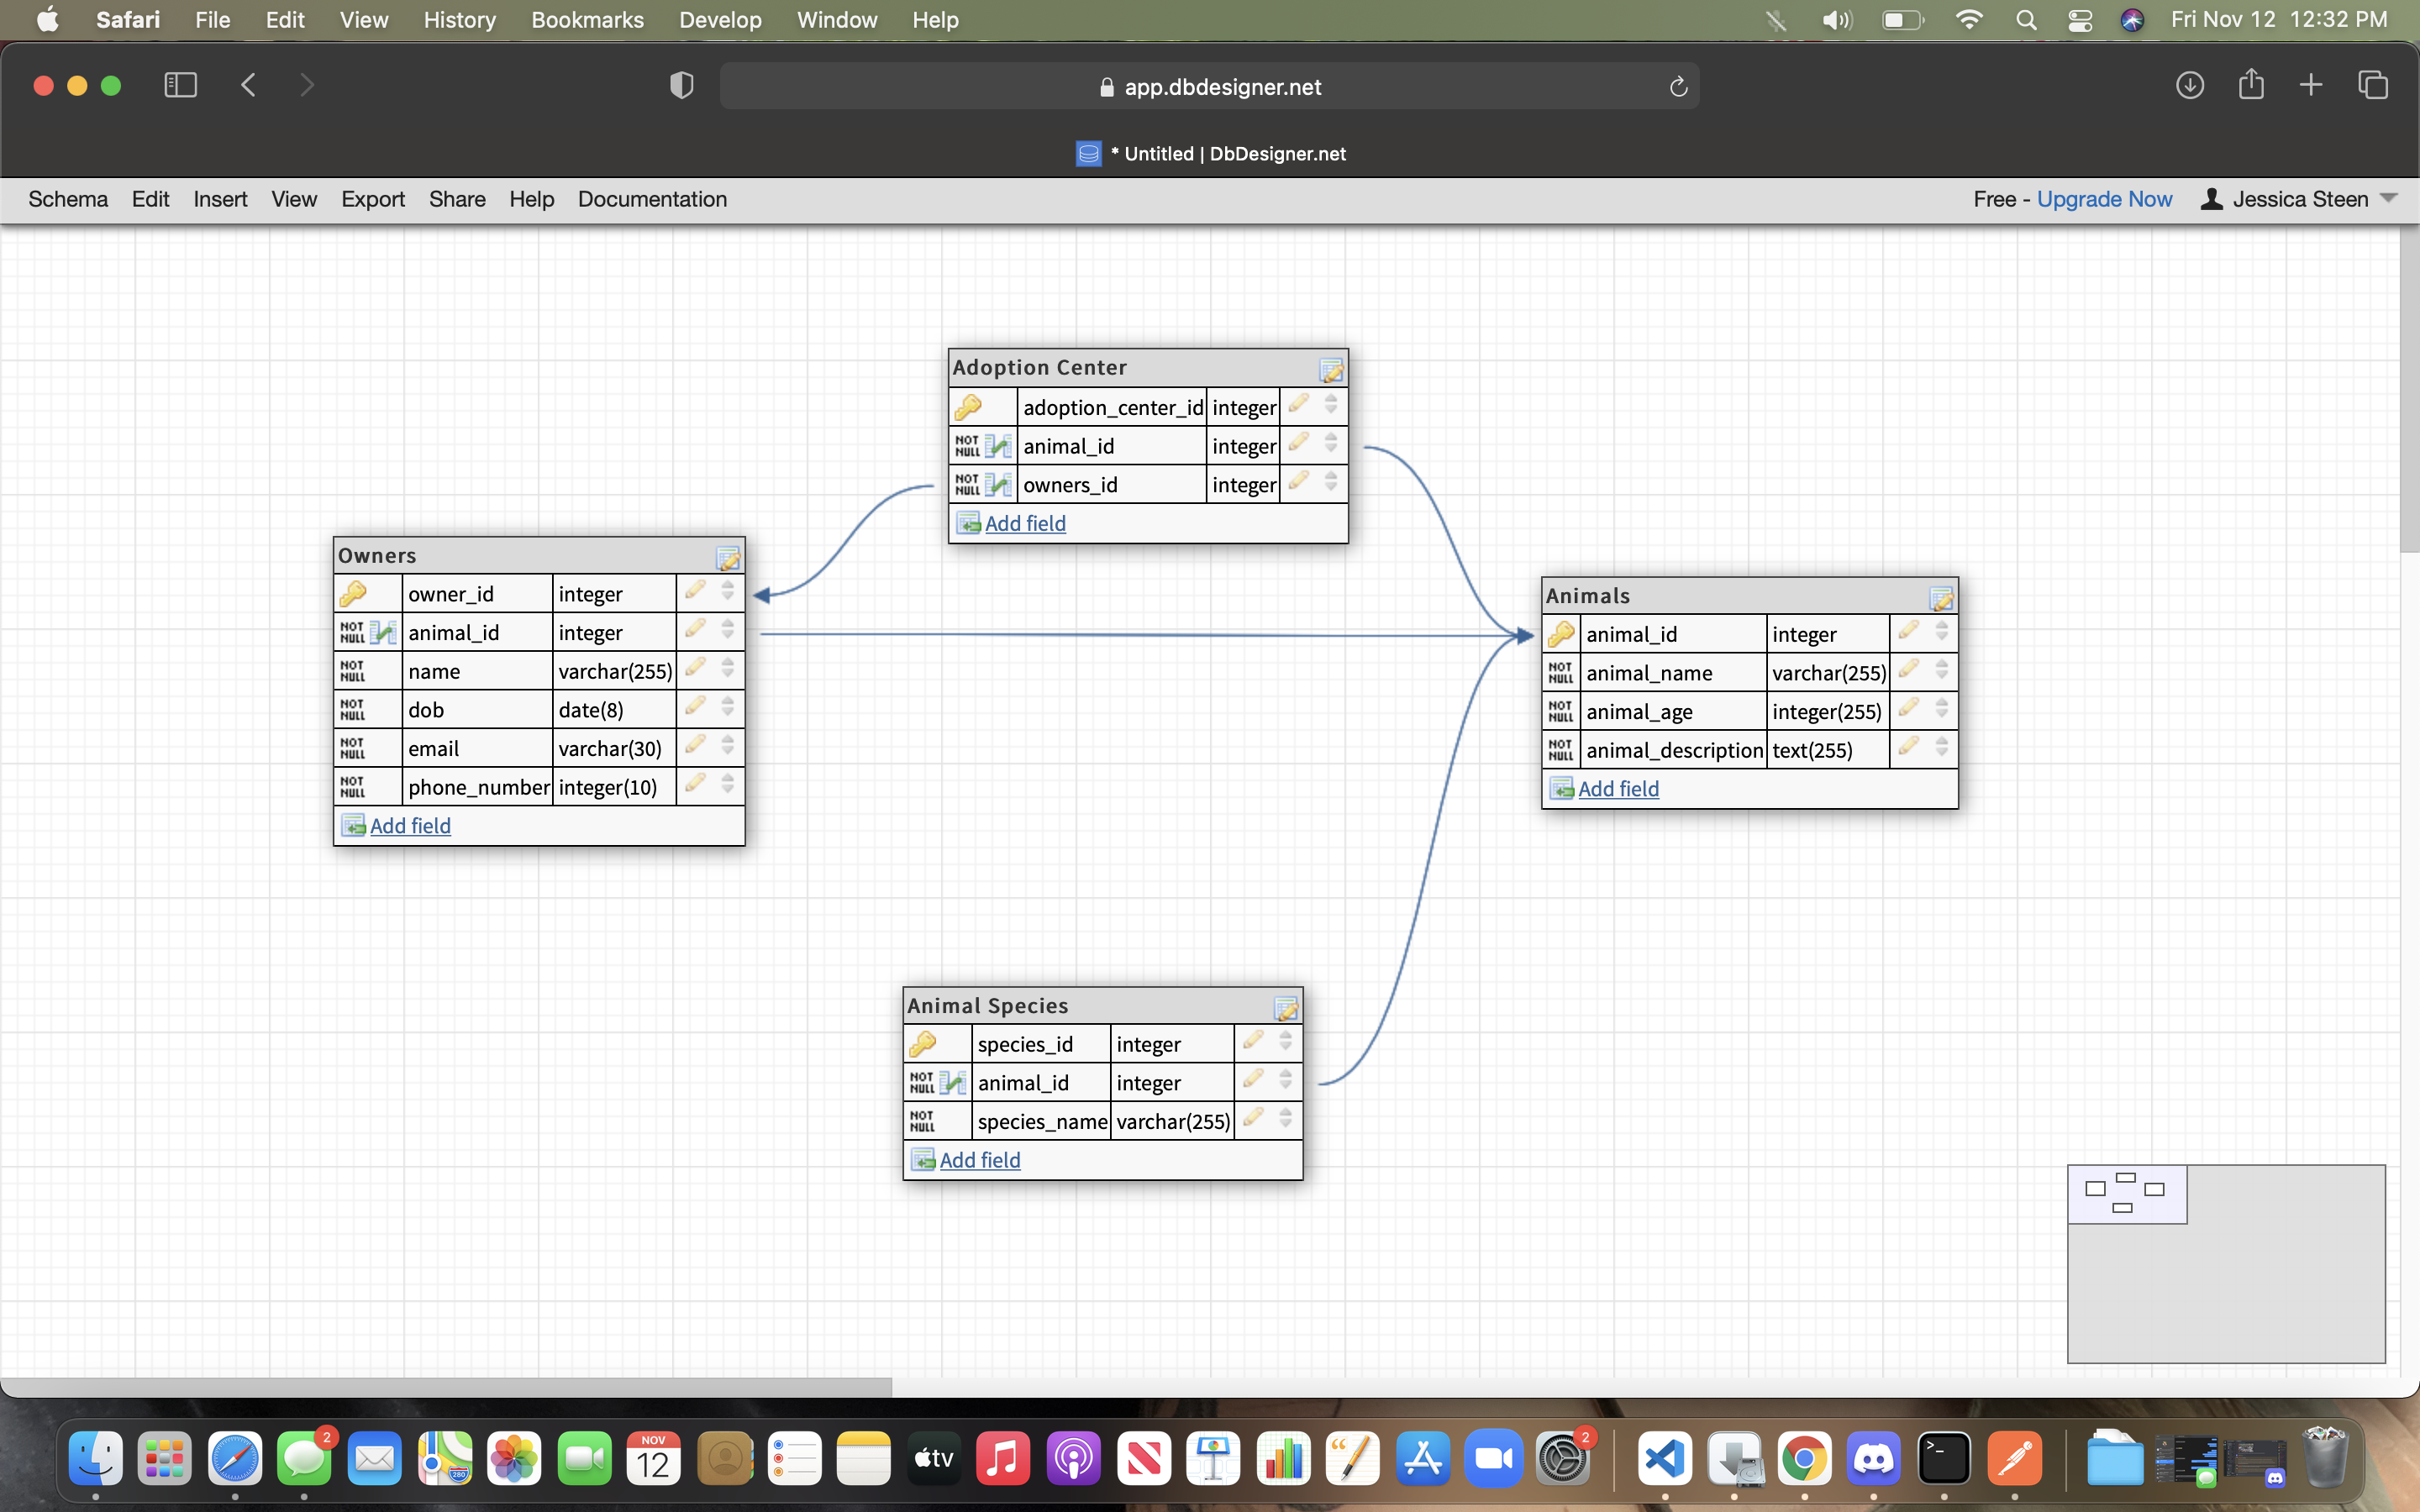 Safari File Edit View History Bookmarks Develop Window Help Fri Nov 12 12:32 PM
app.dbdesigner.net
* Untitled | DbDesigner.net
Schema Edit Insert View Export Share Help Documentation Free - Upgrade Now Jessica Steen
Adoption Center
adoption_center_id integer
NOT NULL animal_id integer
NOT NULL owners_id integer
Add field
Owners
owner_id integer
NOT NULL animal_id integer
NOT NULL name varchar(255)
NOT NULL dob date(8)
NOT NULL email varchar(30)
NOT NULL phone_number integer(10)
Add field
Animals
animal_id integer
NOT NULL animal_name varchar(255)
NOT NULL animal_age integer(255)
NOT NULL animal_description text(255)
Add field
Animal Species
species_id integer
NOT NULL animal_id integer
NOT NULL species_name varchar(255)
Add field
2
280
NOV
12
tv
2
>_